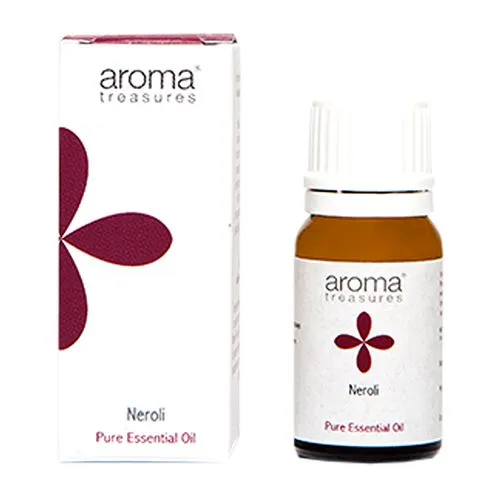 aroma®
treasures
Neroli
Pure Essential Oil
aroma®
treasures
Neroli
Pure Essential Oil